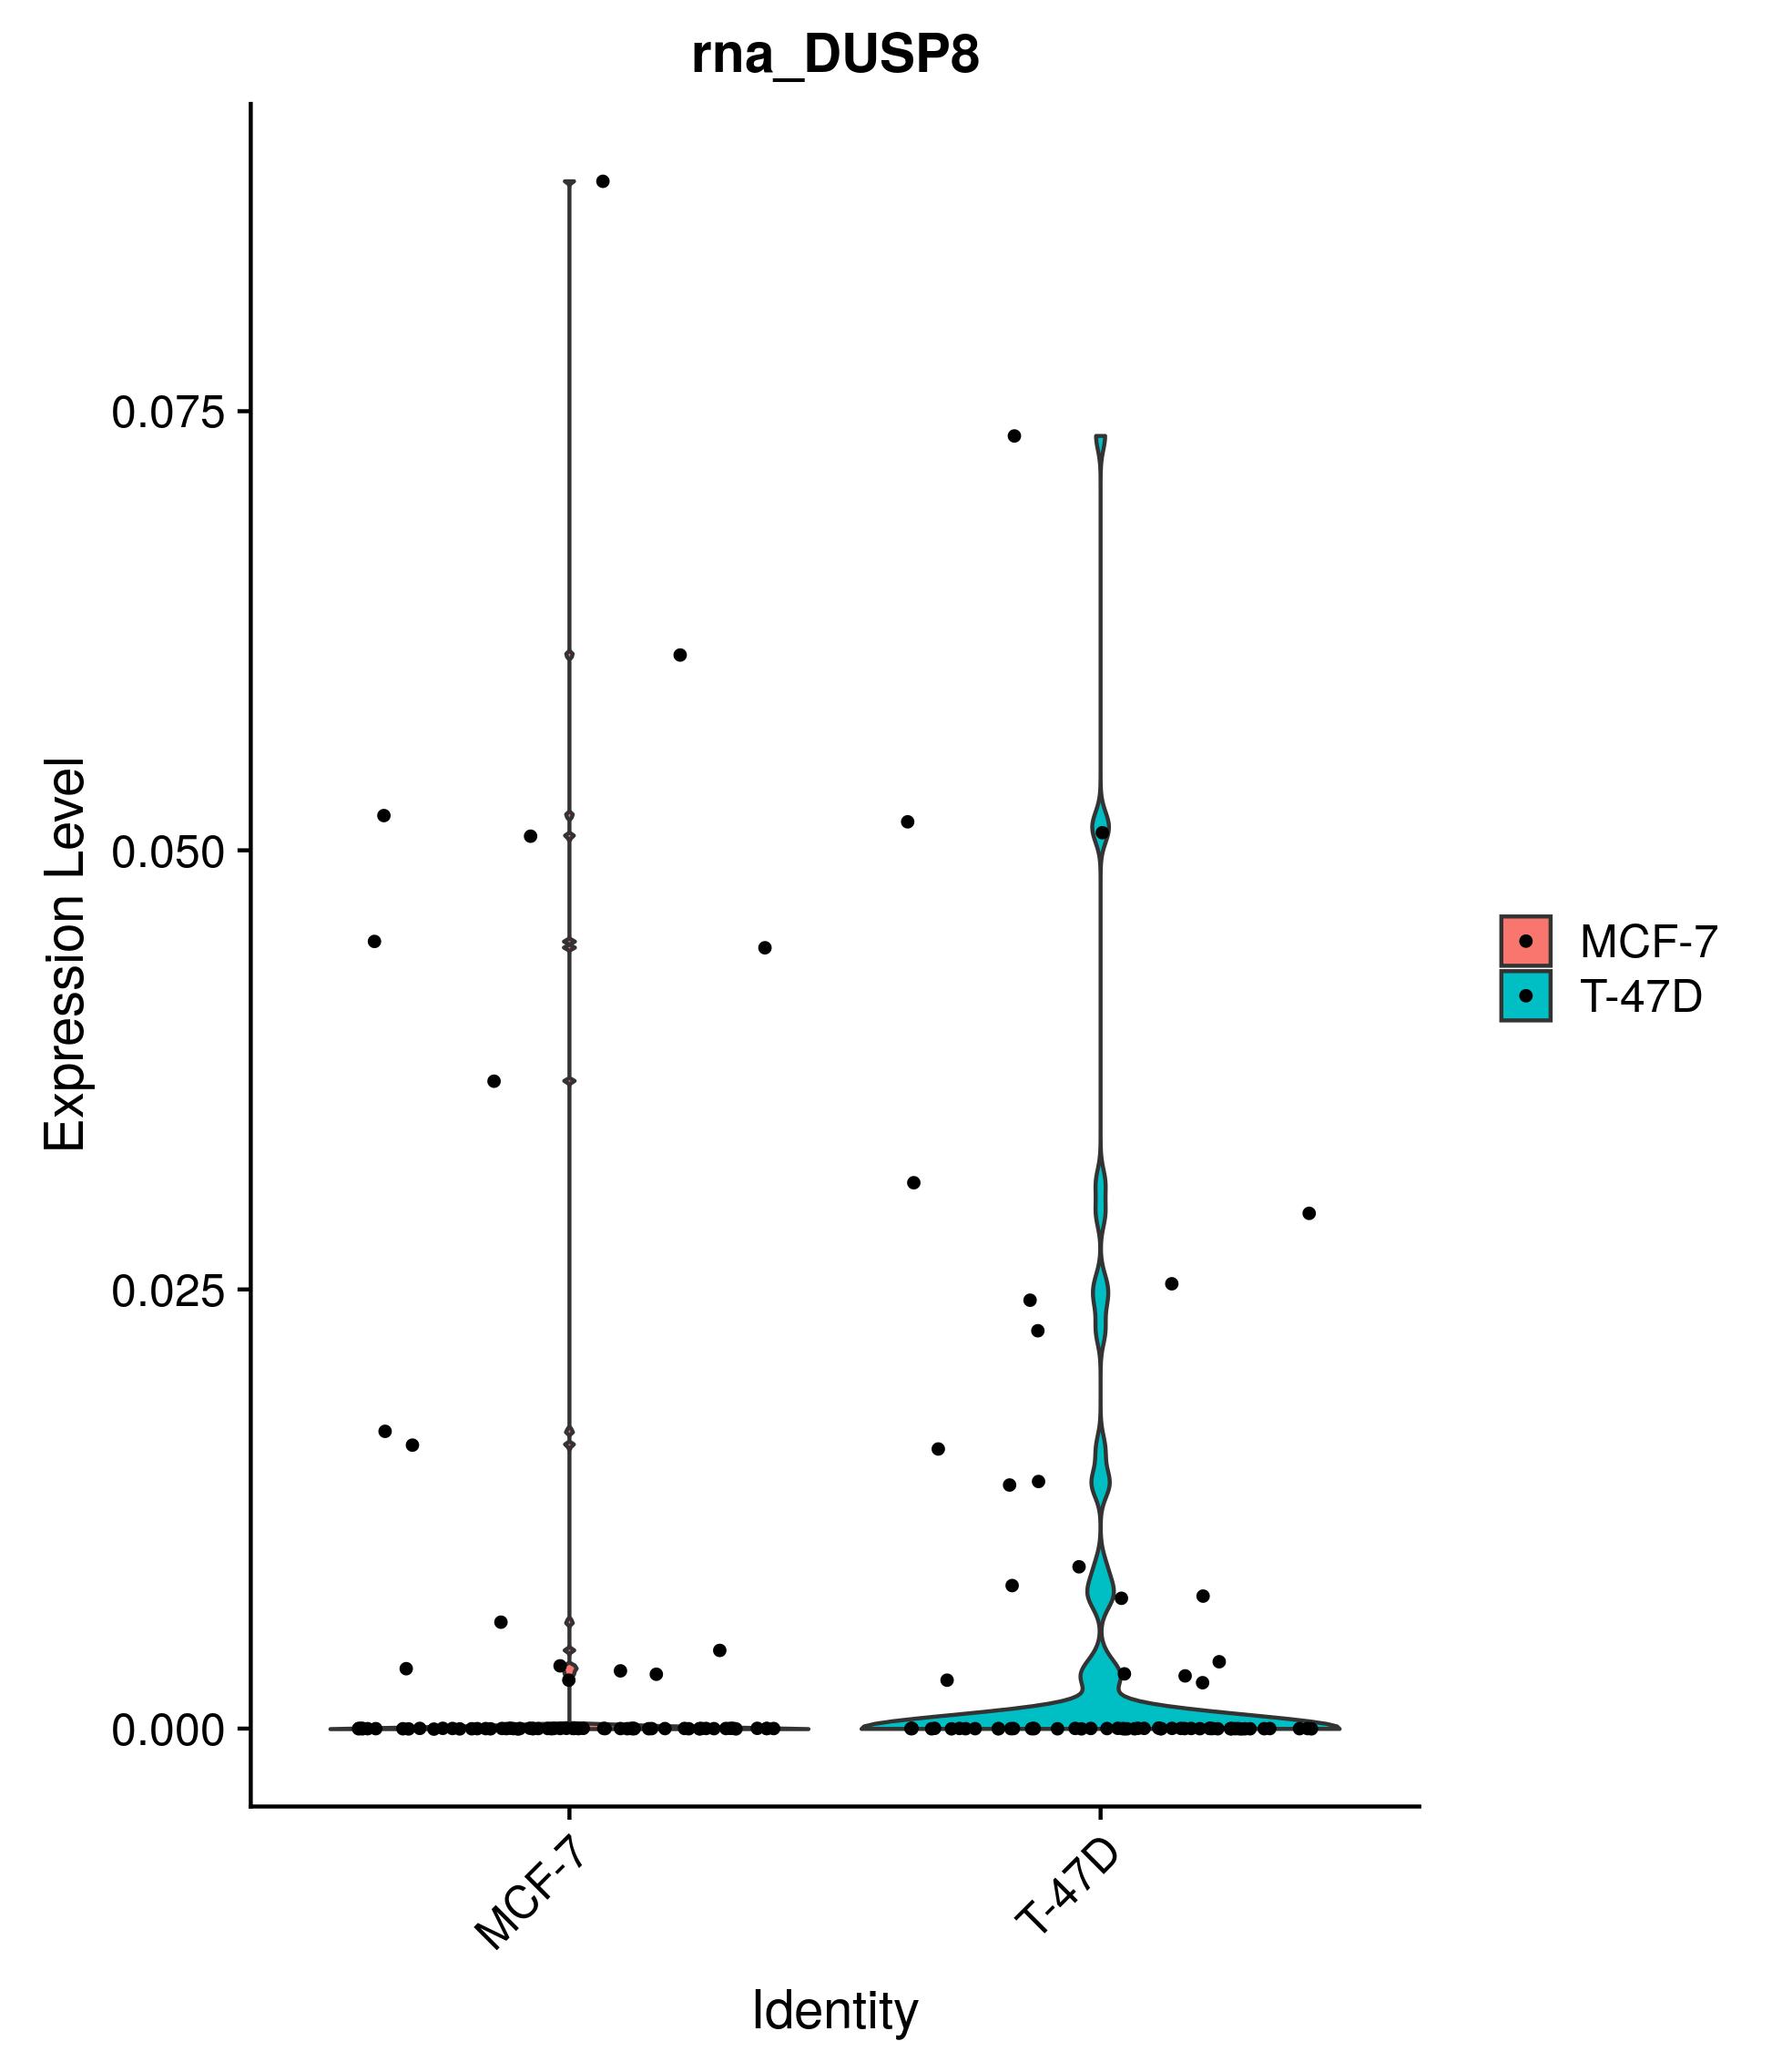 rna_DUSP8
Expression Level
0.075
0.050
0.025
0.000
MCF-7
T-47D
Identity
MCF-7
T-47D